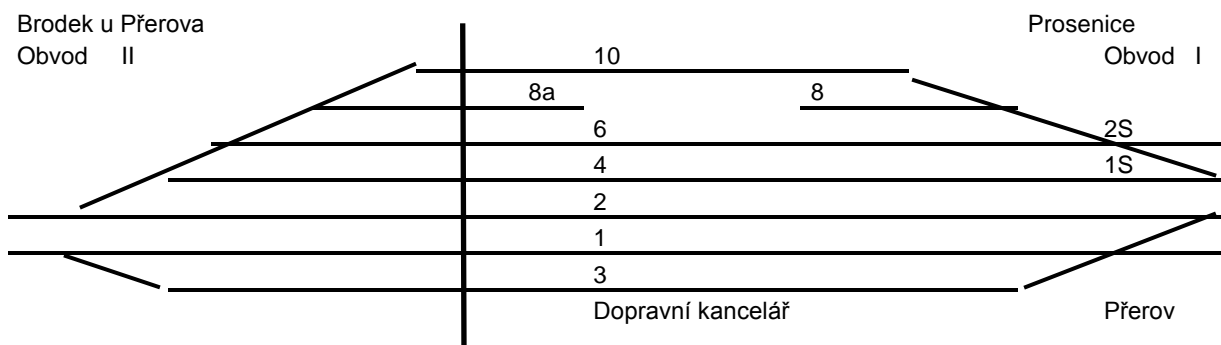 Brodek u Přerova
Prosenice
Obvod II
Obvod I
10
8a
8
6
2S
4
1S
2
1
3
Dopravní kancelář
Přerov